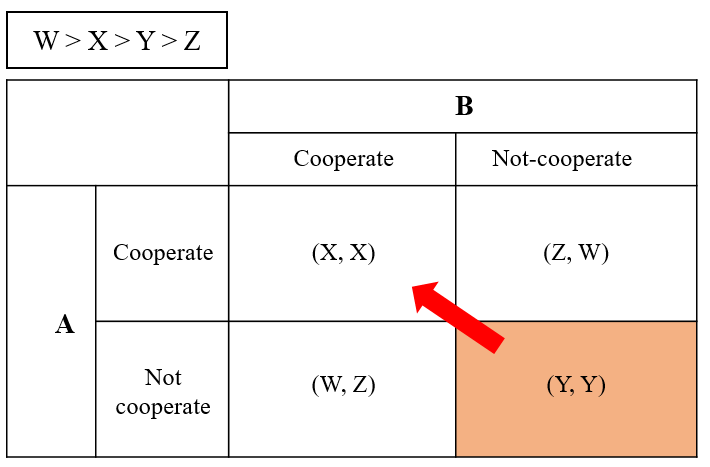 W > X > Y > Z
B
Cooperate
Not-cooperate
A
Cooperate
(X, X)
(Z, W)
Not
cooperate
(W, Z)
(Y, Y)